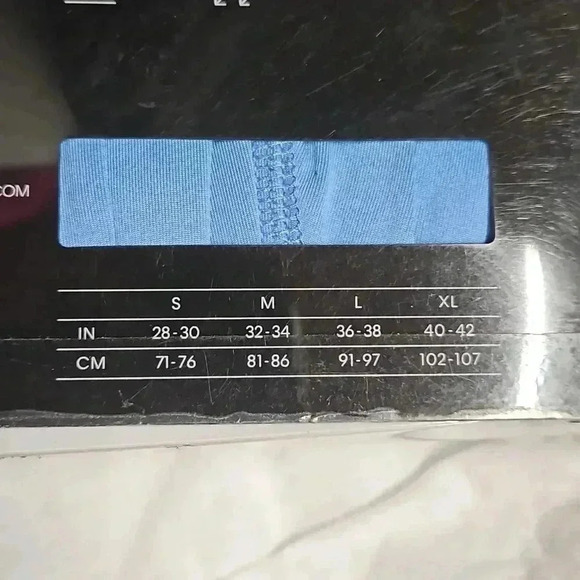 COM
S M L XL
IN 28-30 32-34 36-38 40-42
CM 71-76 81-86 91-97 102-107